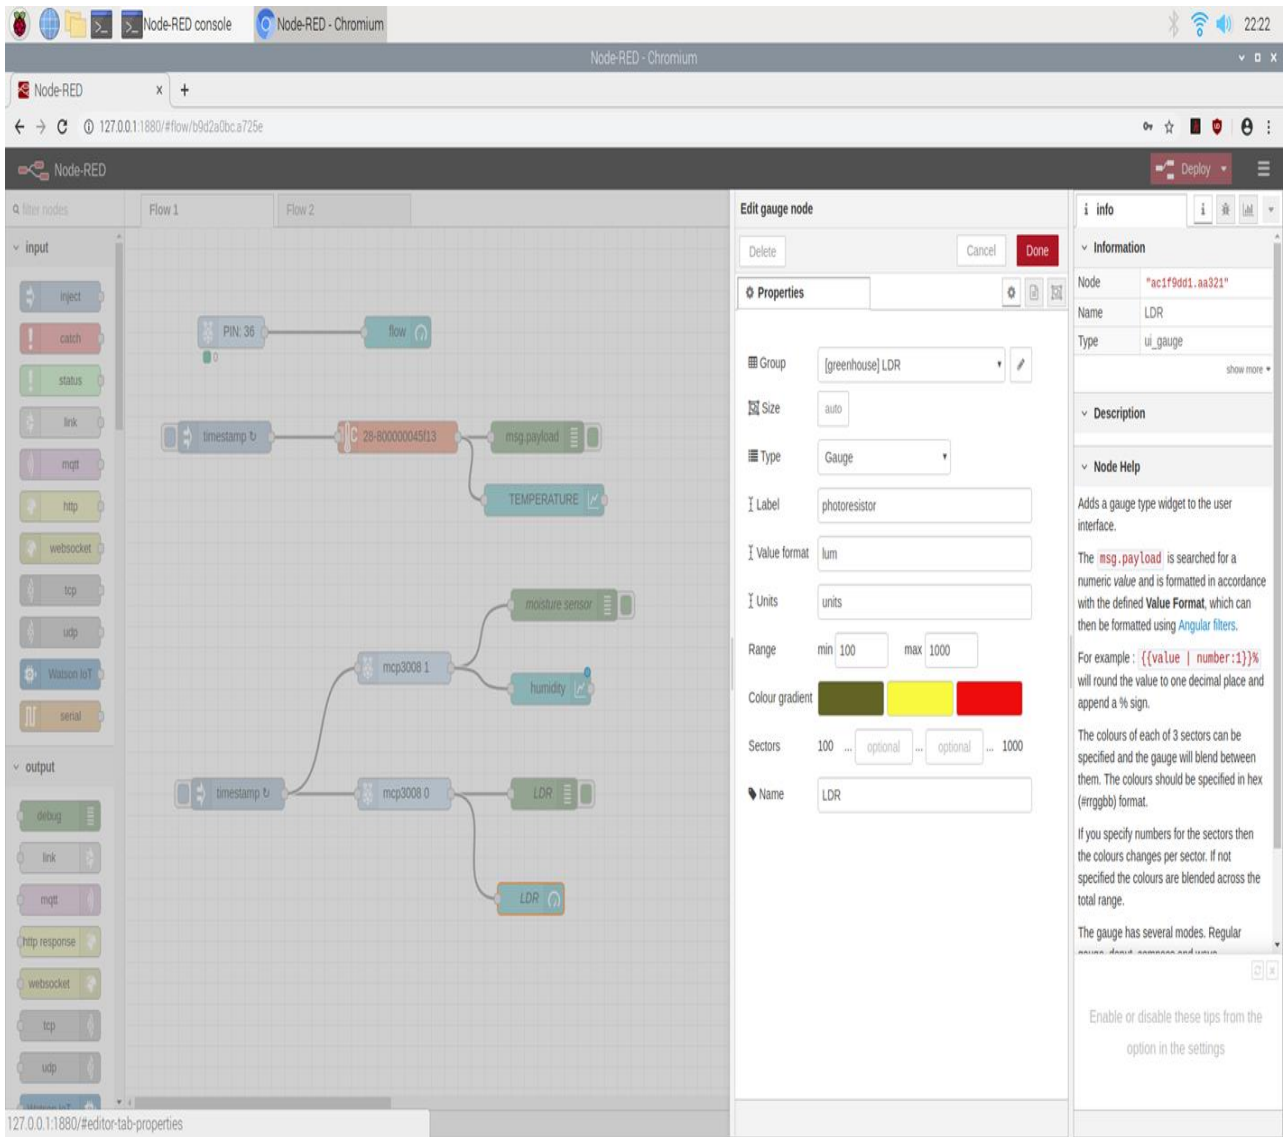 Node-RED console
Node-RED - Chromium
22:22
Node-RED - Chromium
Node-RED
127.0.0.1:1880/#flow/b9d2a0bc.a725e
Node-RED
Deploy
filter nodes
input
inject
catch
status
link
mqtt
http
websocket
tcp
udp
Watson IoT
serial
output
debug
link
mqtt
http response
websocket
tcp
udp
Watson IoT
127.0.0.1:1880/#editor-tab-properties
Flow 1
Flow 2
PIN: 36
flow
0
timestamp ↻
28-800000045f13
msg.payload
TEMPERATURE
moisture sensor
mcp3008 1
humidity
timestamp ↻
mcp3008 0
LDR
LDR
Edit gauge node
Delete
Cancel
Done
Properties
Group
[greenhouse] LDR
Size
auto
Type
Gauge
Label
photoresistor
Value format
lum
Units
units
Range
min 100
max 1000
Colour gradient
Sectors
100 ... optional ... optional ... 1000
Name
LDR
i info
i
Information
Node
"ac1f9dd1.aa321"
Name
LDR
Type
ui_gauge
show more
Description
Node Help
Adds a gauge type widget to the user
interface.
The msg.payload is searched for a
numeric value and is formatted in accordance
with the defined Value Format, which can
then be formatted using Angular filters.
For example : {{value | number:1}}%
will round the value to one decimal place and
append a % sign.
The colours of each of 3 sectors can be
specified and the gauge will blend between
them. The colours should be specified in hex
(#rrggbb) format.
If you specify numbers for the sectors then
the colours changes per sector. If not
specified the colours are blended across the
total range.
The gauge has several modes. Regular
gauge, donut, compass and wave.
Enable or disable these tips from the
option in the settings